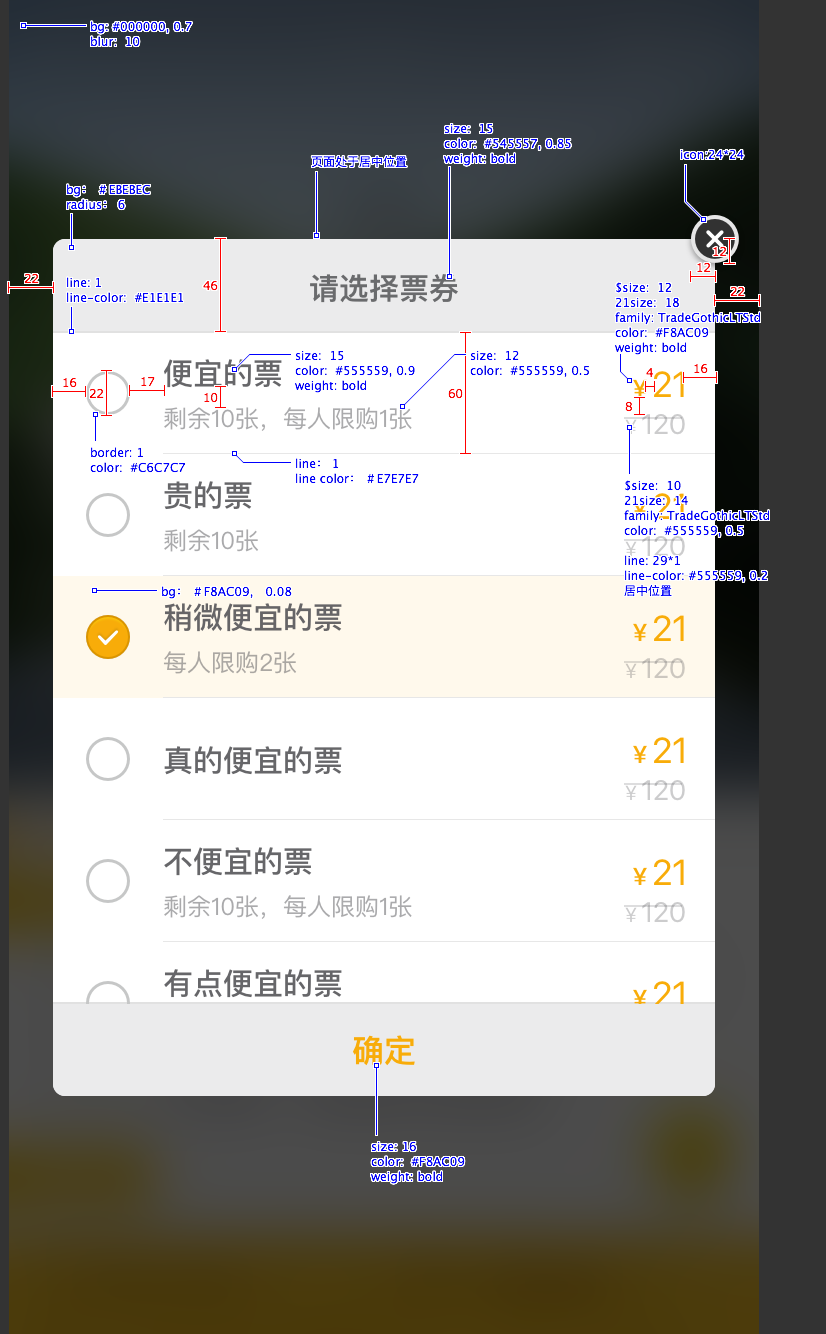 bg: #000000, 0.7
blur: 10
size: 15
color: #545557, 0.85
weight: bold
页面处于居中位置
icon:24*24
bg: #EBEBEC
radius: 6
22
line: 1
line-color: #E1E1E1
46
请选择票券
12
12
22
$size: 12
21size: 18
family: TradeGothicLTStd
color: #F8AC09
weight: bold
便宜的票
size: 15
color: #555559, 0.9
weight: bold
size: 12
color: #555559, 0.5
16
22
17
10
60
4
16
¥21
8
剩余10张，每人限购1张
¥120
border: 1
color: #C6C7C7
line: 1
line color: #E7E7E7
贵的票
¥21
$size: 10
21size: 14
family: TradeGothicLTStd
color: #555559, 0.5
剩余10张
¥120
line: 29*1
line-color: #555559, 0.2
居中位置
bg: #F8AC09, 0.08
稍微便宜的票
¥21
每人限购2张
¥120
真的便宜的票
¥21
¥120
不便宜的票
¥21
剩余10张，每人限购1张
¥120
有点便宜的票
¥21
确定
size: 16
color: #F8AC09
weight: bold